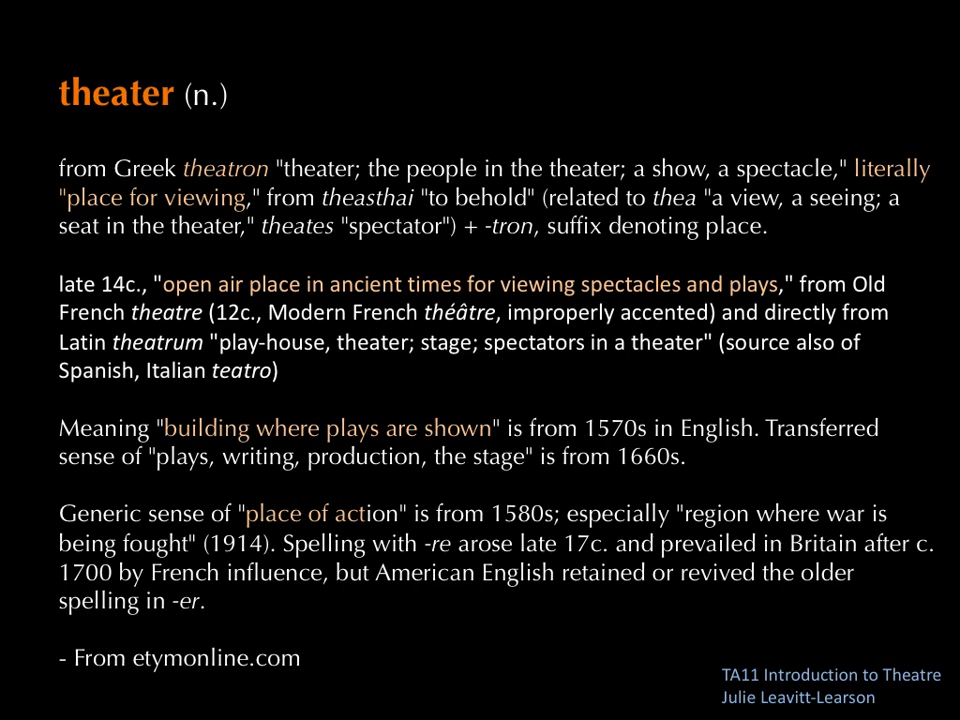 theater (n.)
from Greek theatron "theater; the people in the theater; a show, a spectacle," literally
"place for viewing," from theasthai "to behold" (related to thea "a view, a seeing; a
seat in the theater," theates "spectator") + -tron, suffix denoting place.
late 14c., "open air place in ancient times for viewing spectacles and plays," from Old
French theatre (12c., Modern French théâtre, improperly accented) and directly from
Latin theatrum "play-house, theater; stage; spectators in a theater" (source also of
Spanish, Italian teatro)
Meaning "building where plays are shown" is from 1570s in English. Transferred
sense of "plays, writing, production, the stage" is from 1660s.
Generic sense of "place of action" is from 1580s; especially "region where war is
being fought" (1914). Spelling with -re arose late 17c. and prevailed in Britain after c.
1700 by French influence, but American English retained or revived the older
spelling in -er.
- From etymonline.com
TA11 Introduction to Theatre
Julie Leavitt-Learson